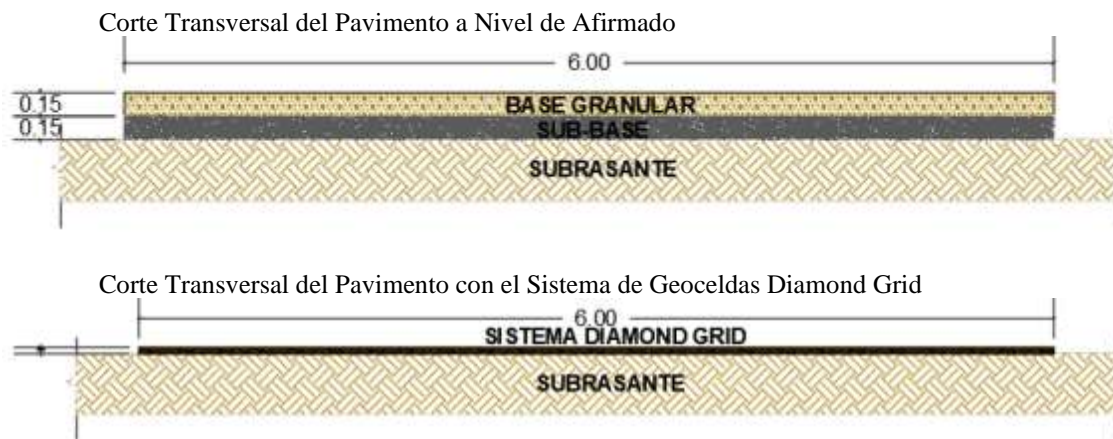 Corte Transversal del Pavimento a Nivel de Afirmado
6.00
0.15
BASE GRANULAR
0.15
SUB-BASE
SUBRASANTE
Corte Transversal del Pavimento con el Sistema de Geoceldas Diamond Grid
6.00
SISTEMA DIAMOND GRID
SUBRASANTE